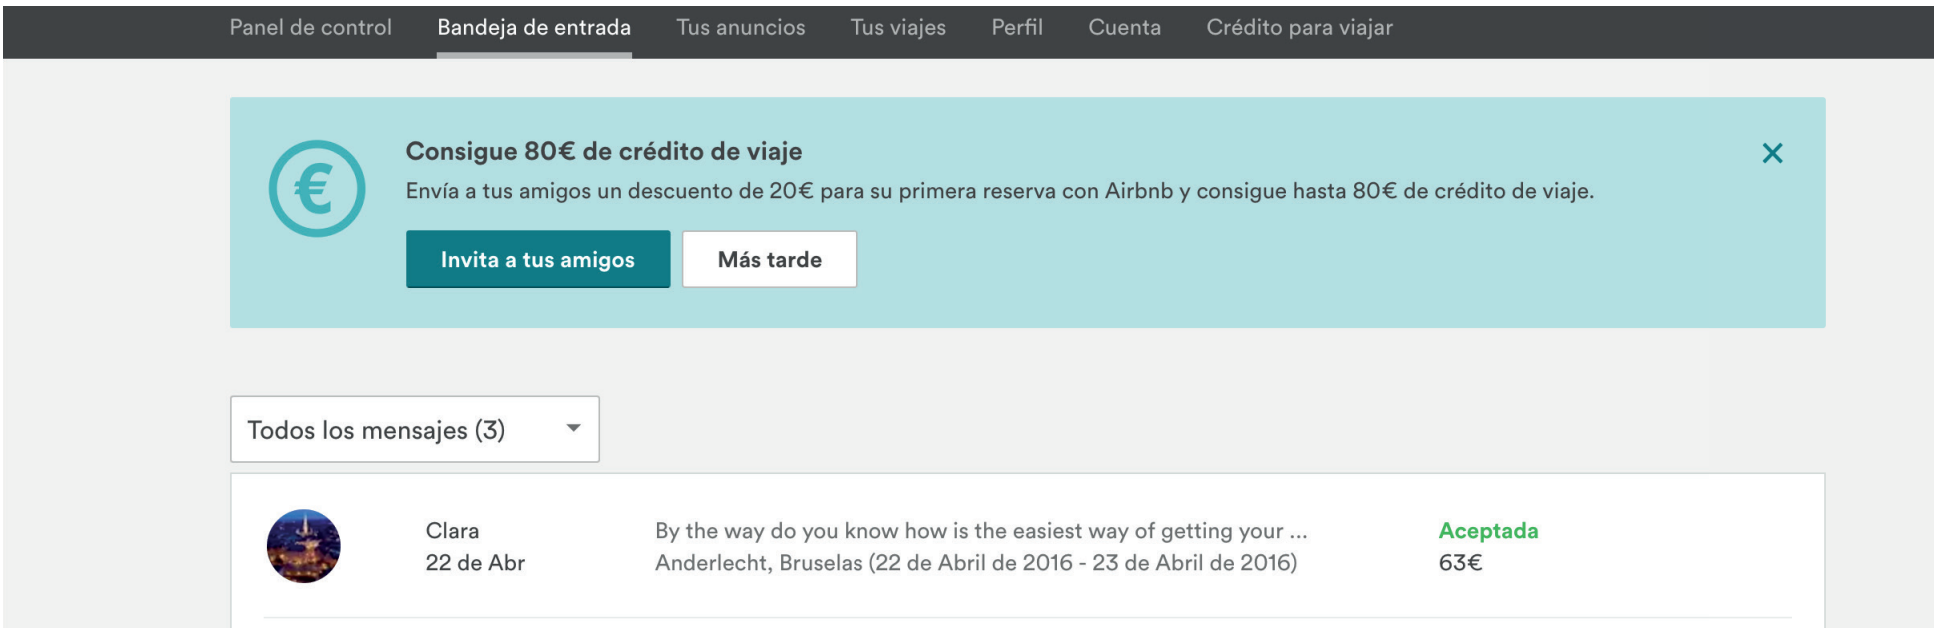 Panel de control Bandeja de entrada Tus anuncios Tus viajes Perfil Cuenta Crédito para viajar
€
Consigue 80€ de crédito de viaje
Envía a tus amigos un descuento de 20€ para su primera reserva con Airbnb y consigue hasta 80€ de crédito de viaje.
Invita a tus amigos Más tarde
Todos los mensajes (3)
Clara By the way do you know how is the easiest way of getting your ... Aceptada
22 de Abr Anderlecht, Bruselas (22 de Abril de 2016 - 23 de Abril de 2016) 63€